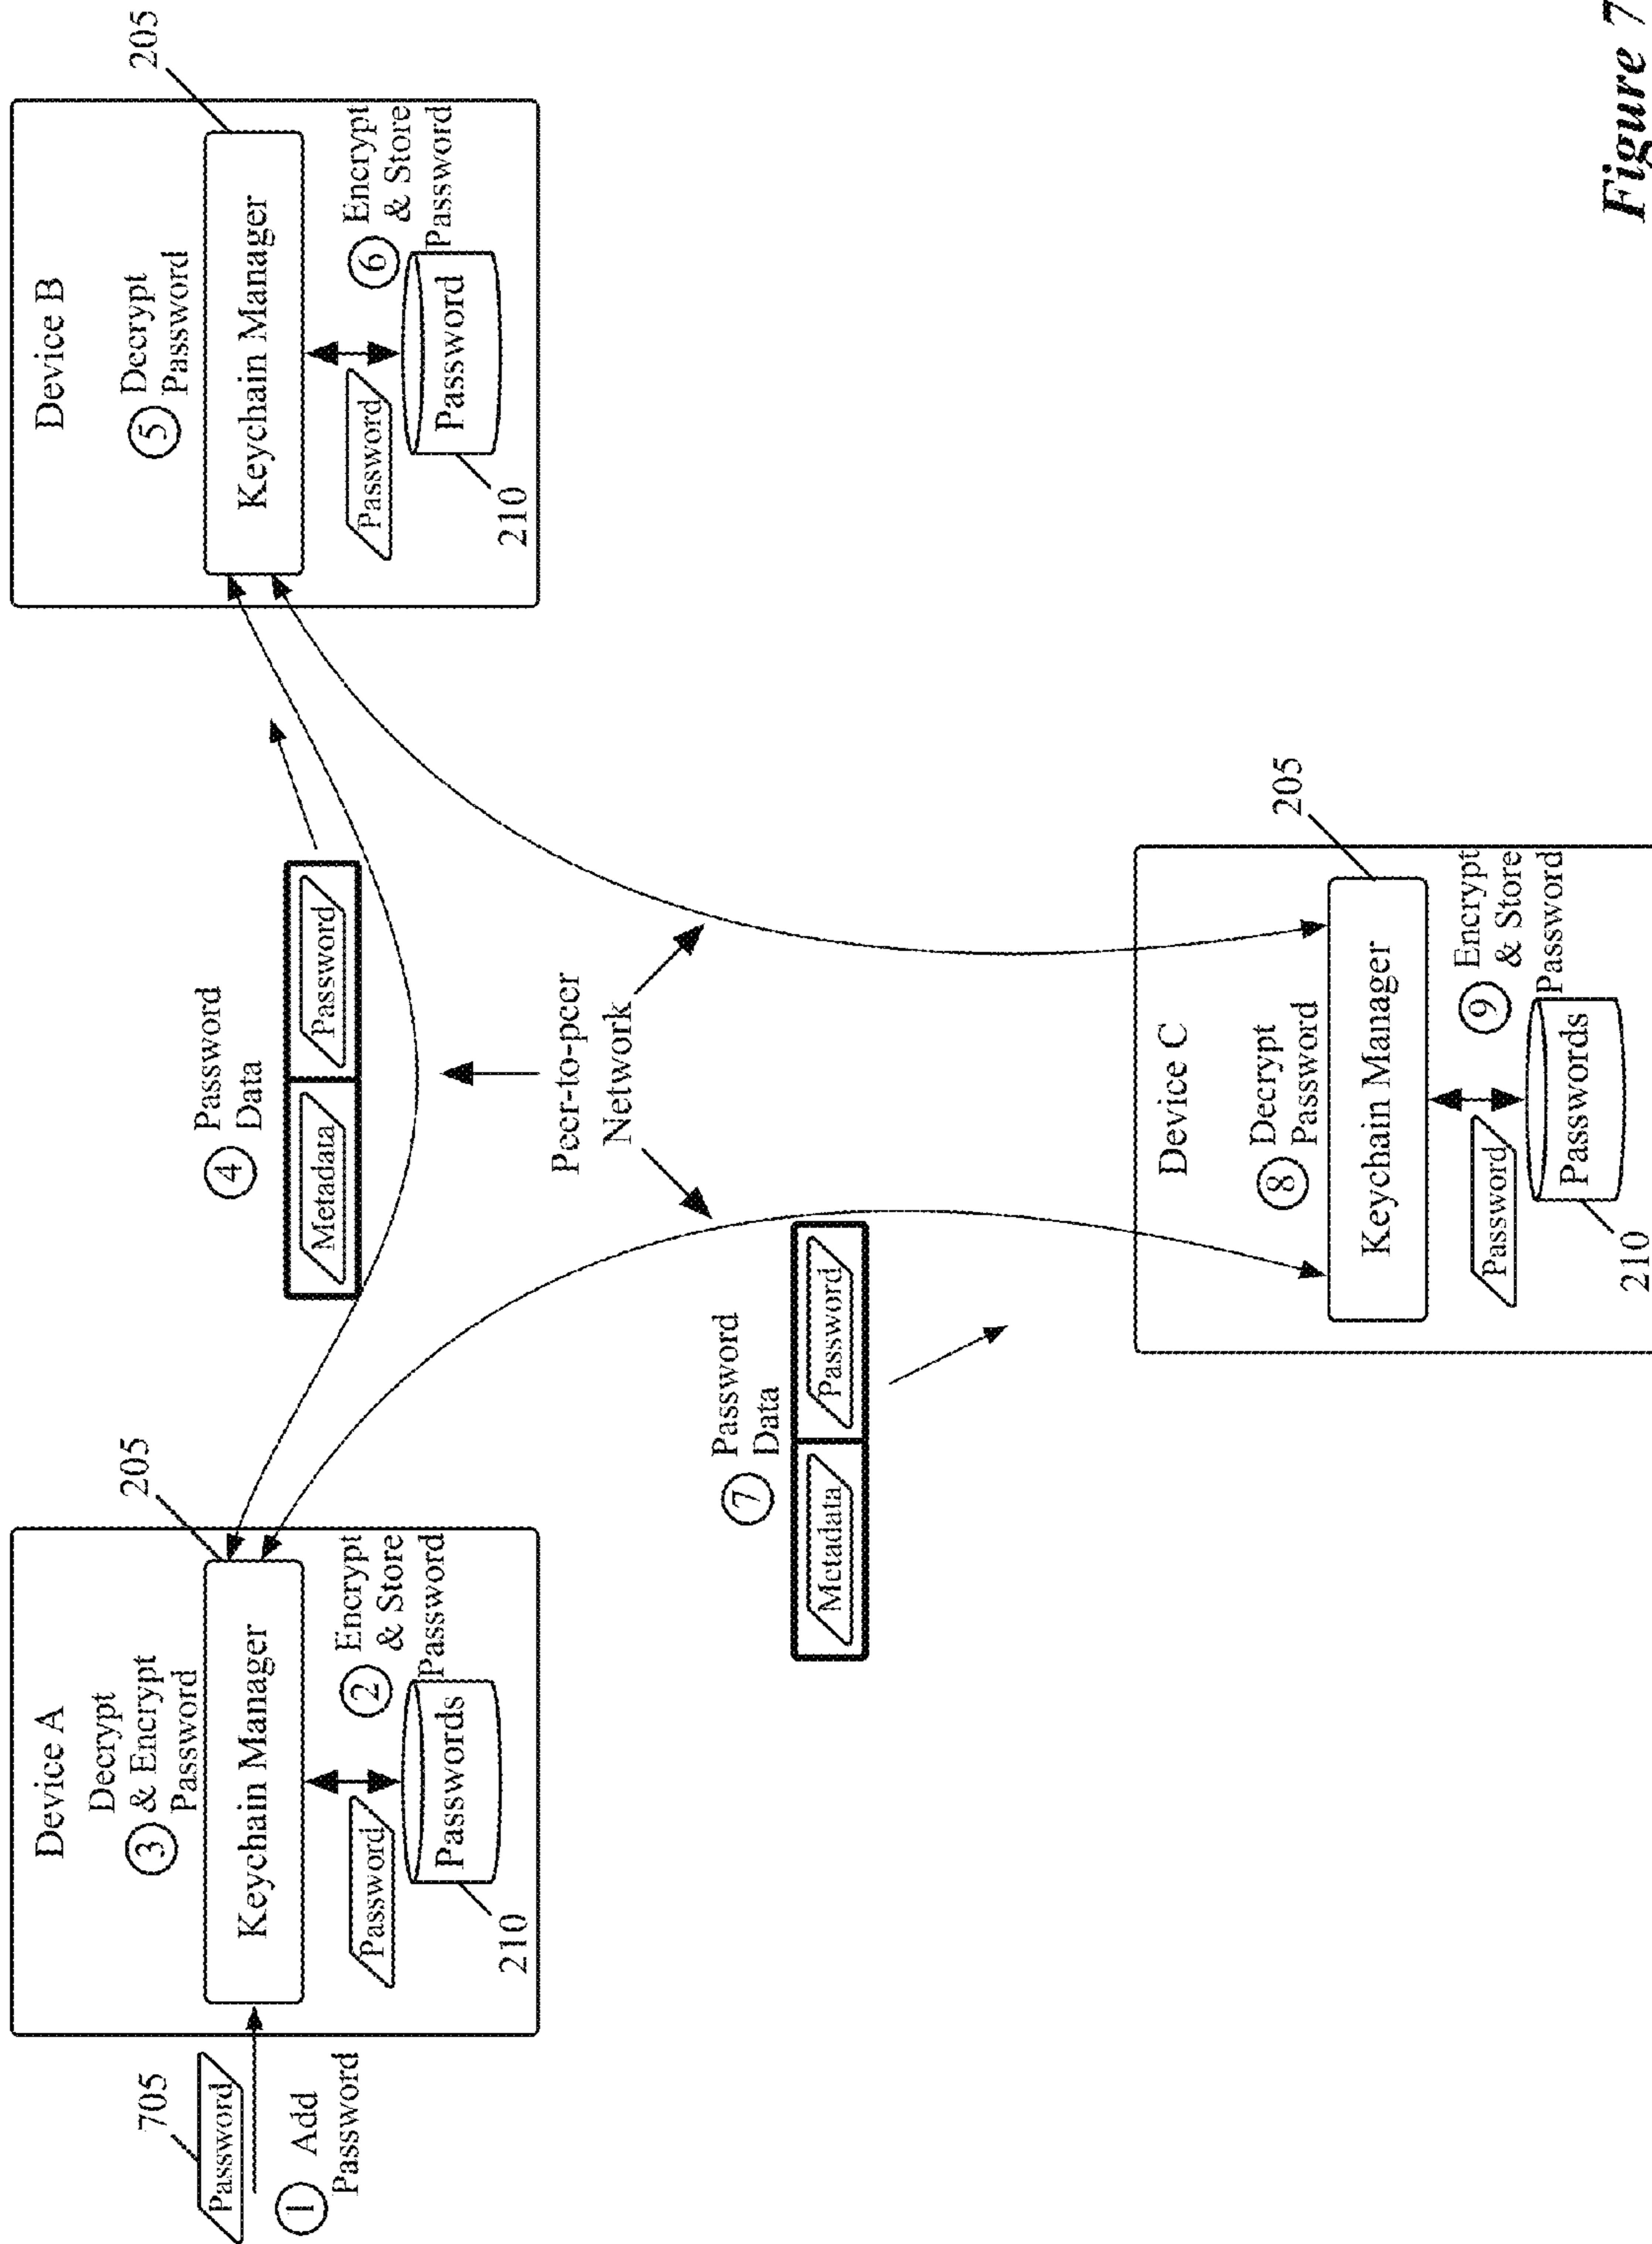 705
Password
1
Add
Password
Device A
Decrypt
3
& Encrypt
Password
205
Keychain Manager
2
Encrypt
& Store
Password
Password
Passwords
210
4
Password
Data
Metadata
Password
Peer-to-peer
Network
Device B
5
Decrypt
Password
205
Keychain Manager
6
Encrypt
& Store
Password
Password
Password
210
7
Password
Data
Metadata
Password
Device C
8
Decrypt
Password
205
Keychain Manager
9
Encrypt
& Store
Password
Password
Passwords
210
Figure 7